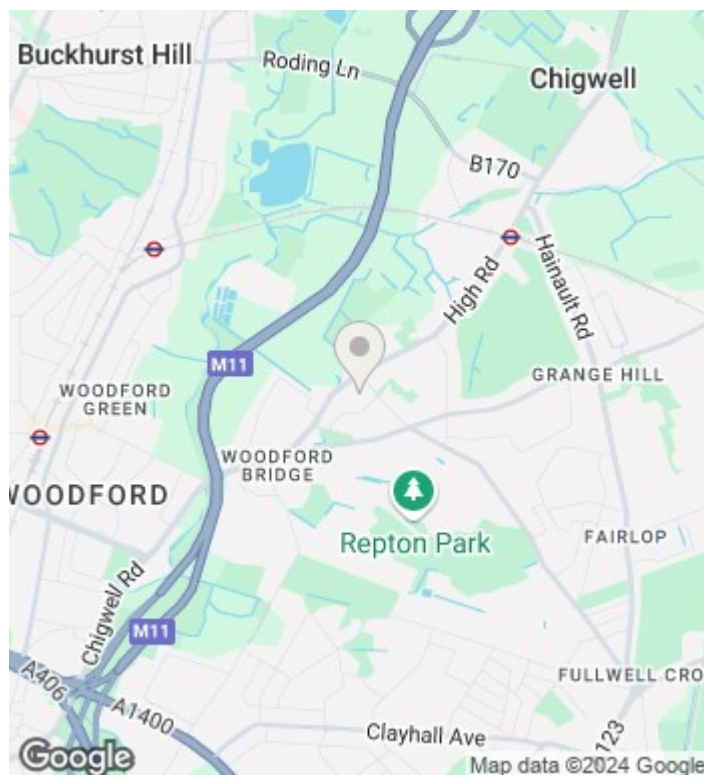 Buckhurst Hill
Roding Ln
Chigwell
B170
High Rd
Hainault Rd
M11
WOODFORD
GREEN
GRANGE HILL
WOODFORD
BRIDGE
WOODFORD
Repton Park
FAIRLOP
Chigwell Rd
M11
A406
A1400
FULLWELL CRO
Clayhall Ave
123
Google
Map data ©2024 Google